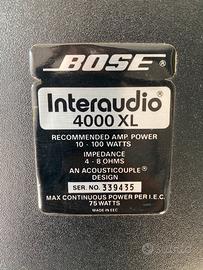 BOSE®
Interaudio®
4000 XL
RECOMMENDED AMP. POWER
10 - 100 WATTS
IMPEDANCE
4 - 8 OHMS
AN ACOUSTICOUPLE®
DESIGN
SER. NO. 339435
MAX CONTINUOUS POWER PER I.E.C.
75 WATTS
MADE IN EEC